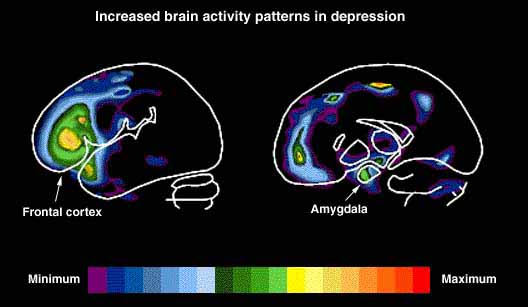 Increased brain activity patterns in depression
Frontal cortex
Amygdala
Minimum
Maximum